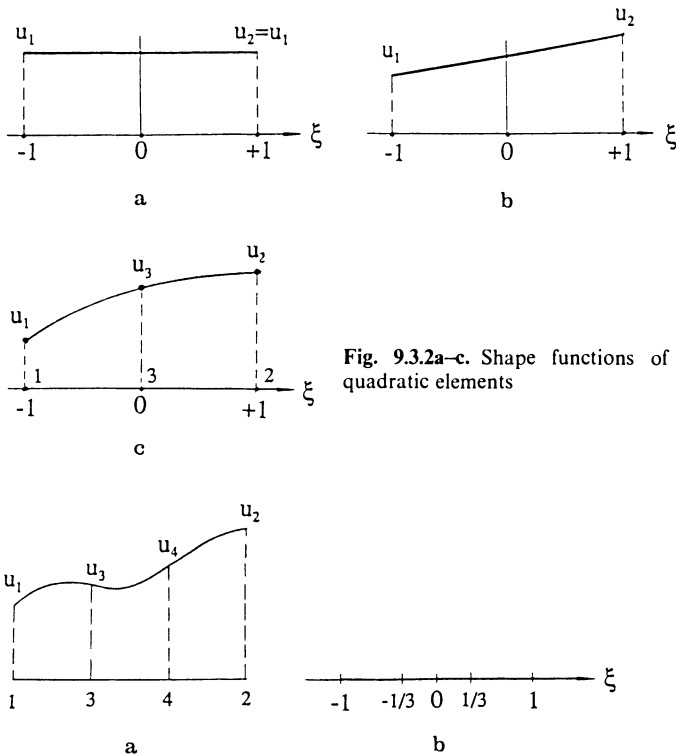 u₁ u₂=u₁
-1 0 +1 ξ
a
u₁ u₂
-1 0 +1 ξ
b
u₁ u₃ u₂
1 3 2
-1 0 +1 ξ
c
Fig. 9.3.2a–c. Shape functions of
quadratic elements
u₁ u₃ u₄ u₂
1 3 4 2
a
-1 -1/3 0 1/3 1 ξ
b